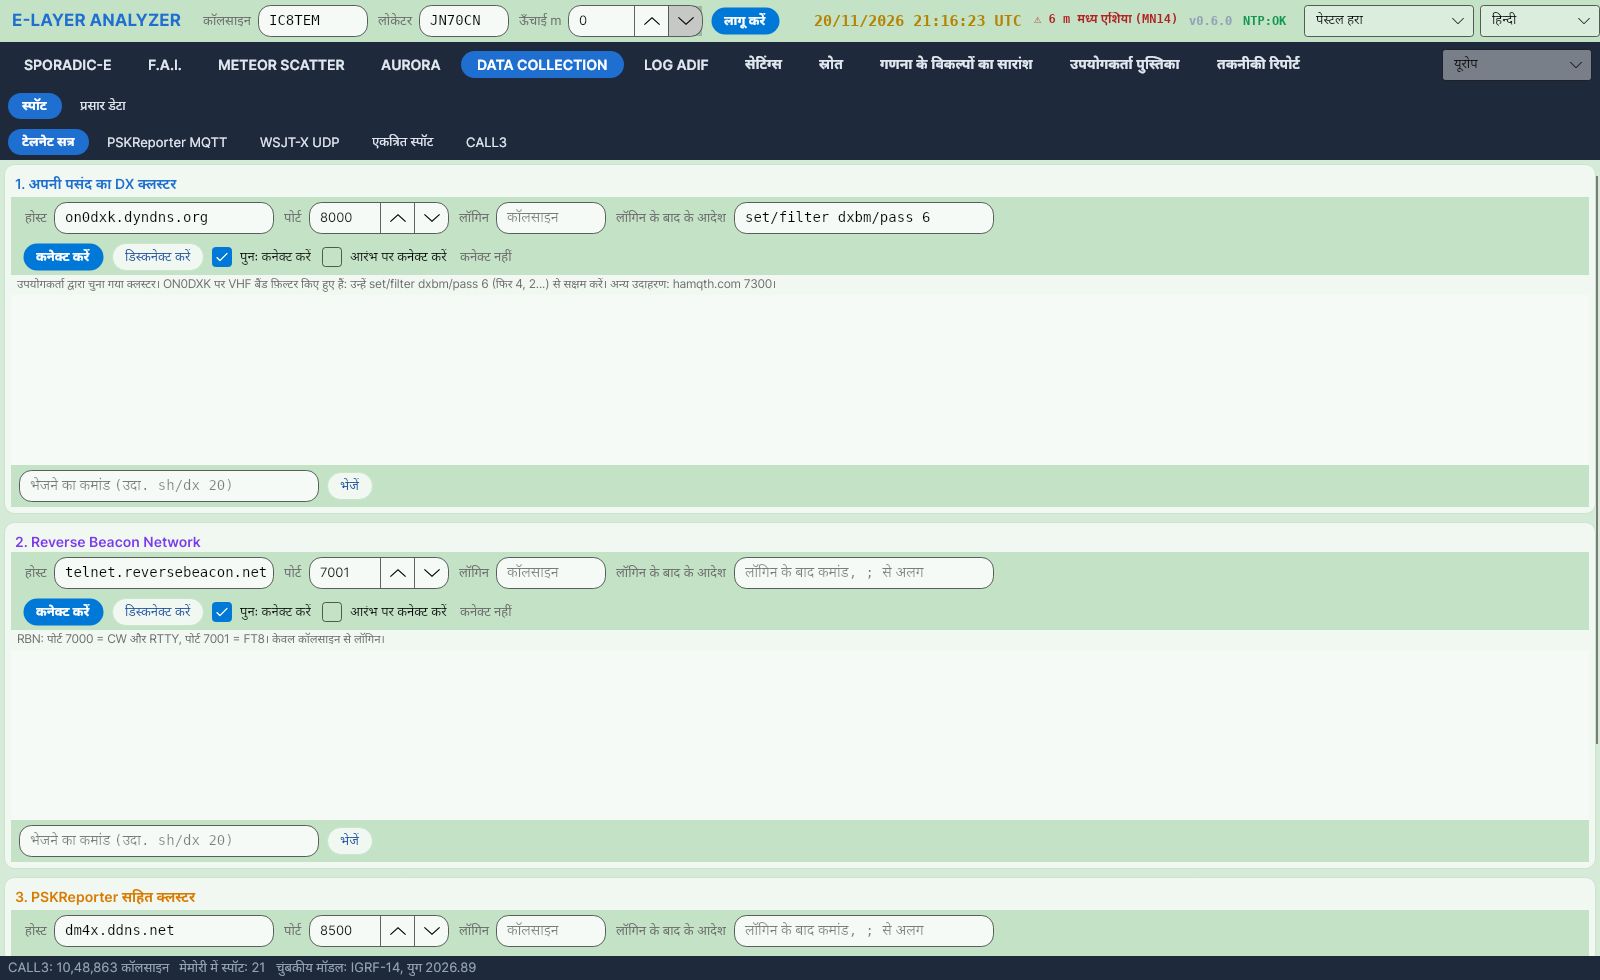 E-LAYER ANALYZER कॉलसाइन IC8TEM लोकेटर JN70CN ऊँचाई m 0 लागू करें 20/11/2026 21:16:23 UTC ⚠ 6 m मध्य एशिया (MN14) v0.6.0 NTP:OK पेस्टल हरा हिन्दी
SPORADIC-E F.A.I. METEOR SCATTER AURORA DATA COLLECTION LOG ADIF सेटिंग्स स्रोत गणना के विकल्पों का सारांश उपयोगकर्ता पुस्तिका तकनीकी रिपोर्ट यूरोप
स्पॉट प्रसार डेटा
टेलनेट सत्र PSKReporter MQTT WSJT-X UDP एकत्रित स्पॉट CALL3
1. अपनी पसंद का DX क्लस्टर
होस्ट on0dxk.dyndns.org पोर्ट 8000 लॉगिन कॉलसाइन लॉगिन के बाद के आदेश set/filter dxbm/pass 6
कनेक्ट करें डिस्कनेक्ट करें पुनः कनेक्ट करें आरंभ पर कनेक्ट करें कनेक्ट नहीं
उपयोगकर्ता द्वारा चुना गया क्लस्टर। ON0DXK पर VHF बैंड फ़िल्टर किए हुए हैं: उन्हें set/filter dxbm/pass 6 (फिर 4, 2...) से सक्षम करें। अन्य उदाहरण: hamqth.com 7300।
भेजने का कमांड (उदा. sh/dx 20) भेजें
2. Reverse Beacon Network
होस्ट telnet.reversebeacon.net पोर्ट 7001 लॉगिन कॉलसाइन लॉगिन के बाद के आदेश लॉगिन के बाद कमांड, ; से अलग
कनेक्ट करें डिस्कनेक्ट करें पुनः कनेक्ट करें आरंभ पर कनेक्ट करें कनेक्ट नहीं
RBN: पोर्ट 7000 = CW और RTTY, पोर्ट 7001 = FT8। केवल कॉलसाइन से लॉगिन।
भेजने का कमांड (उदा. sh/dx 20) भेजें
3. PSKReporter सहित क्लस्टर
होस्ट dm4x.ddns.net पोर्ट 8500 लॉगिन कॉलसाइन लॉगिन के बाद के आदेश लॉगिन के बाद कमांड, ; से अलग
CALL3: 10,48,863 कॉलसाइन मेमोरी में स्पॉट: 21 चुंबकीय मॉडल: IGRF-14, युग 2026.89